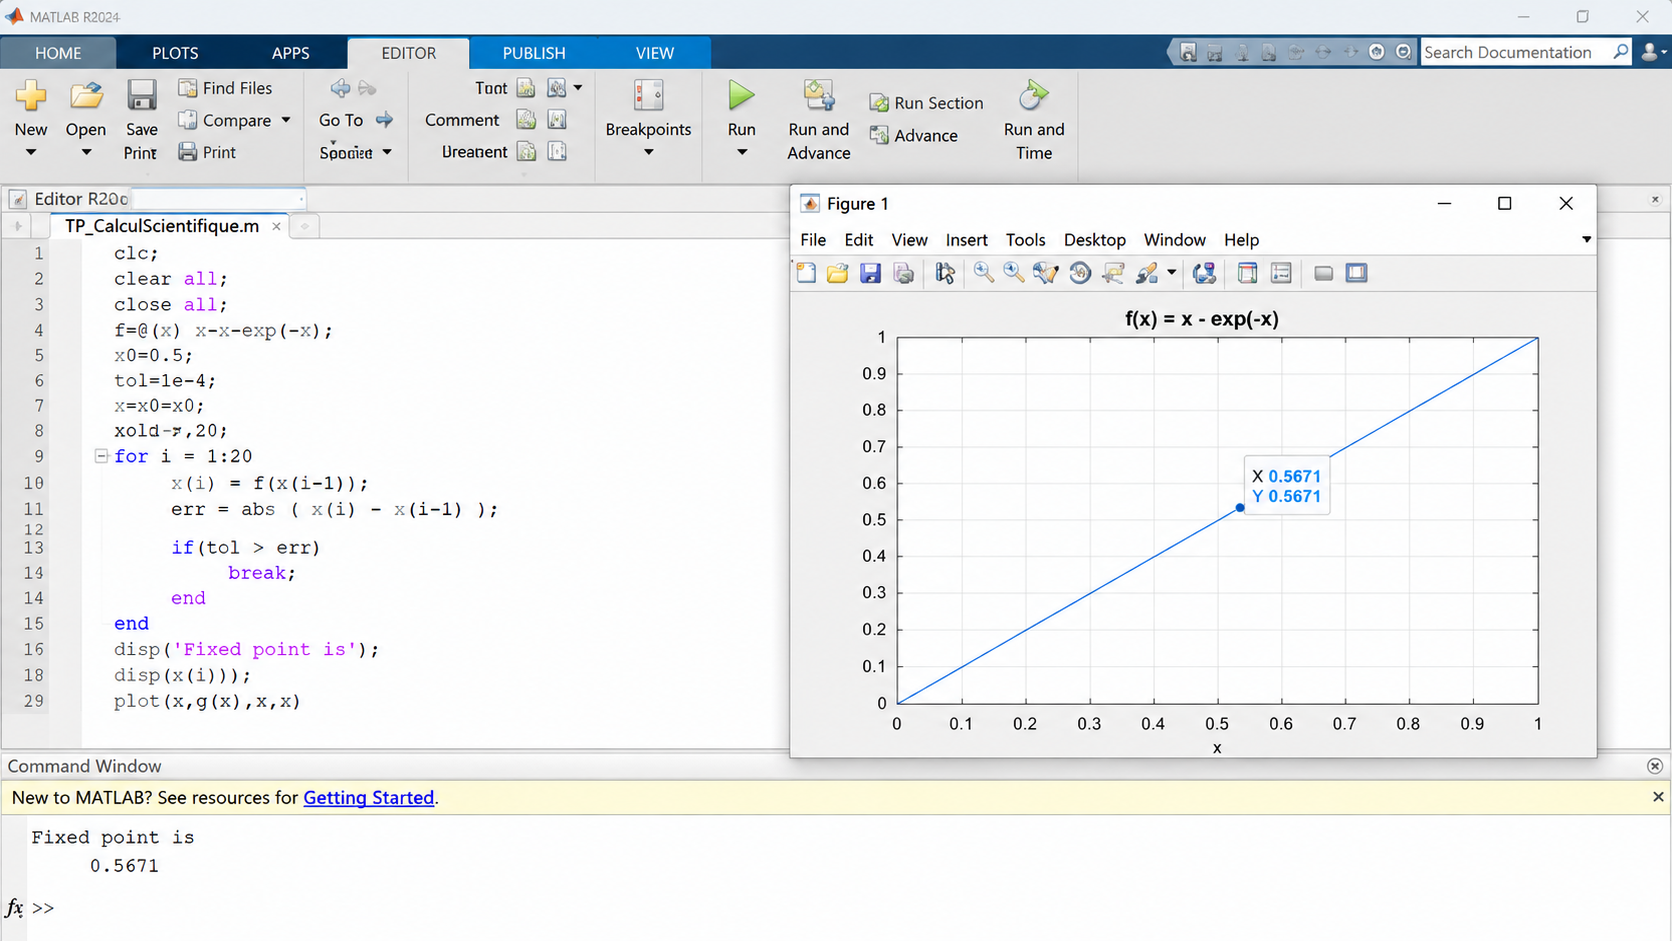 MATLAB R2024
HOME PLOTS APPS EDITOR PUBLISH VIEW
Search Documentation
New
Open
Save
Print
Find Files
Compare
Print
Go To
Toot
Comment
Ureament
Breakpoints
Run
Run and
Advance
Run Section
Advance
Run and
Time
Editor R20
TP_CalculScientifique.m
1 clc;
2 clear all;
3 close all;
4 f=@(x) x-x-exp(-x);
5 x0=0.5;
6 tol=1e-4;
7 x=x0=x0;
8 ,20;
9 for i = 1:20
10 x(i) = f(x(i-1));
11 err = abs ( x(i) - x(i-1) );
12
13 if(tol > err)
14 break;
14 end
15 end
16 disp('Fixed point is');
18 disp(x(i)));
29 plot(x,g(x),x,x)
Figure 1
File Edit View Insert Tools Desktop Window Help
f(x) = x - exp(-x)
1
0.9
0.8
0.7
0.6
0.5
0.4
0.3
0.2
0.1
0
X 0.5671
Y 0.5671
0 0.1 0.2 0.3 0.4 0.5 0.6 0.7 0.8 0.9 1
x
Command Window
New to MATLAB? See resources for Getting Started.
Fixed point is
0.5671
fx >>